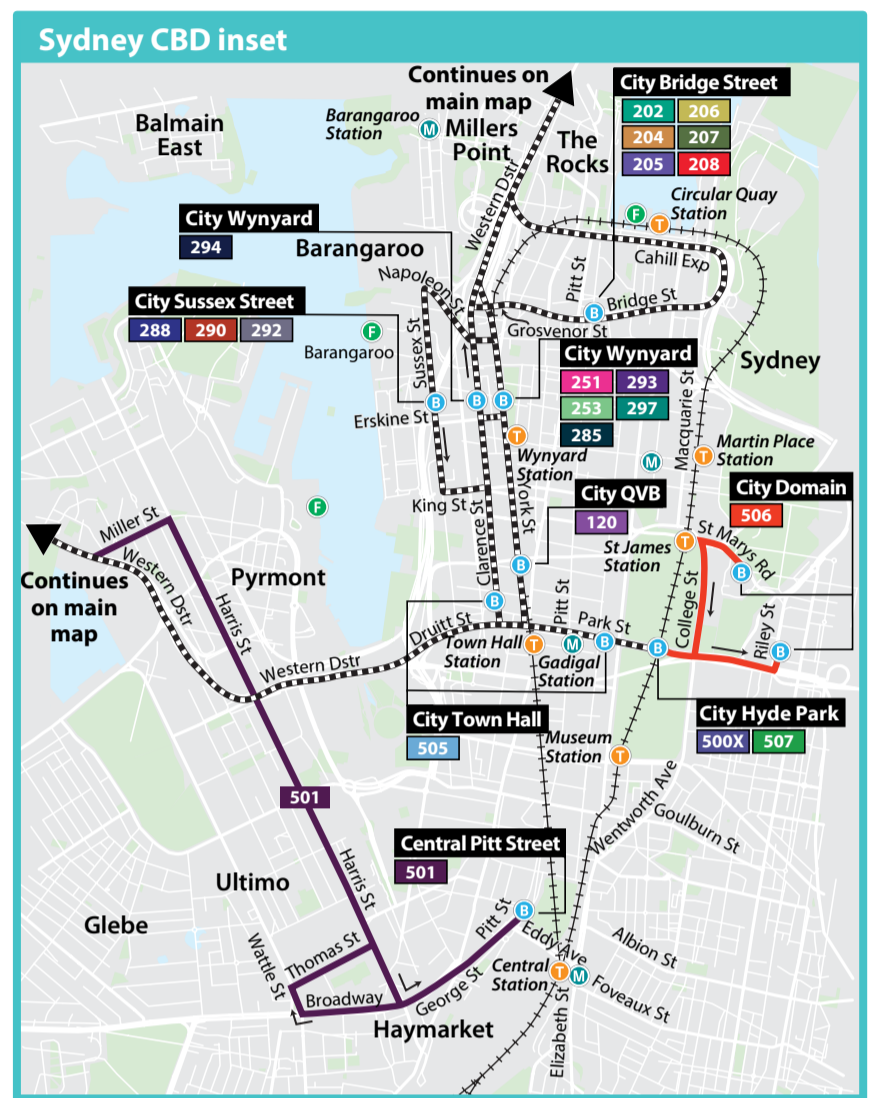 Sydney CBD inset
Continues on
main map
City Bridge Street
202 206
204 207
205 208
Balmain
East
Barangaroo
Station
M
Millers
Point
The
Rocks
Western Dstr
Circular Quay
Station
F
T
City Wynyard
294
Barangaroo
Cahill Exp
Napoleon St
Pitt St
Bridge St
B
City Sussex Street
288 290 292
F
Barangaroo
Grosvenor St
Sussex St
City Wynyard
251 293
253 297
285
Sydney
Macquarie St
B
B
B
Erskine St
T
Wynyard
Station
M
T
Martin Place
Station
King St
York St
Clarence St
City QVB
120
City Domain
506
F
Miller St
Continues
on main
map
Western Dstr
Pyrmont
Harris St
B
St James
Station
T
St Marys Rd
B
College St
Riley St
B
Pitt St
Park St
B
Druitt St
Town Hall
Station
T
M
Gadigal
Station
B
B
Western Dstr
City Town Hall
505
City Hyde Park
500X 507
Museum
Station
T
501
Wentworth Ave
Goulburn St
Central Pitt Street
501
Harris St
Ultimo
Glebe
Pitt St
B
Eddy Ave
Albion St
Wattle St
Thomas St
Broadway
George St
Central
Station
T
M
Foveaux St
Haymarket
Elizabeth St